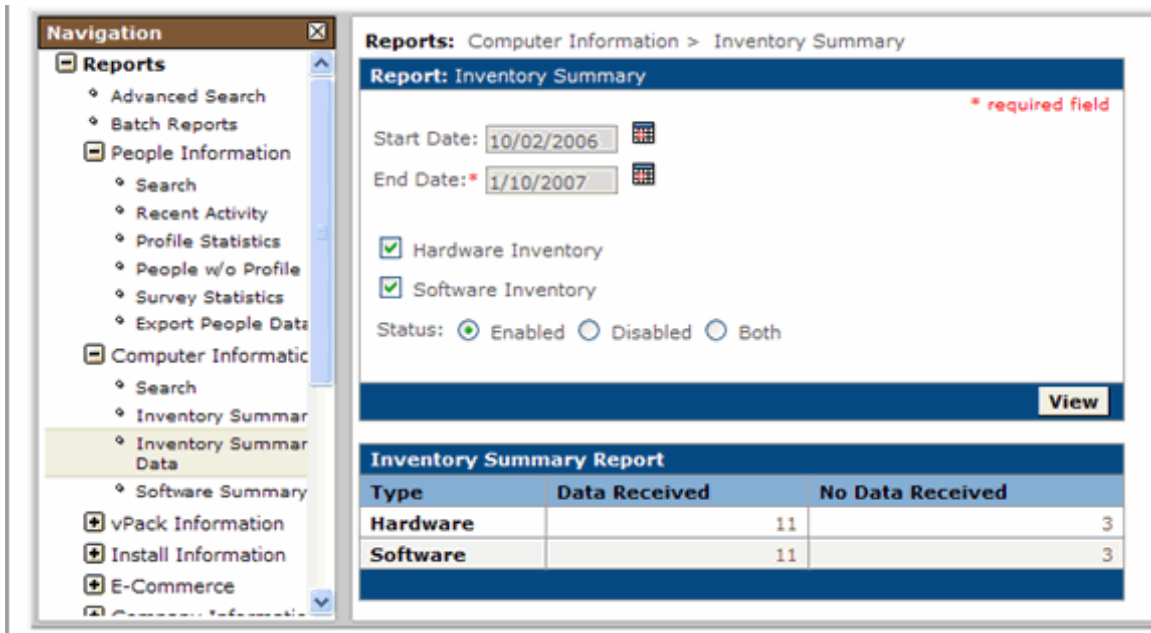 Navigation
Reports
Advanced Search
Batch Reports
People Information
Search
Recent Activity
Profile Statistics
People w/o Profile
Survey Statistics
Export People Data
Computer Informatic
Search
Inventory Summar
Inventory Summar
Data
Software Summary
vPack Information
Install Information
E-Commerce
Reports: Computer Information > Inventory Summary
Report: Inventory Summary
* required field
Start Date: 10/02/2006
End Date:* 1/10/2007
Hardware Inventory
Software Inventory
Status: Enabled Disabled Both
View
Inventory Summary Report
Type Data Received No Data Received
Hardware 11 3
Software 11 3